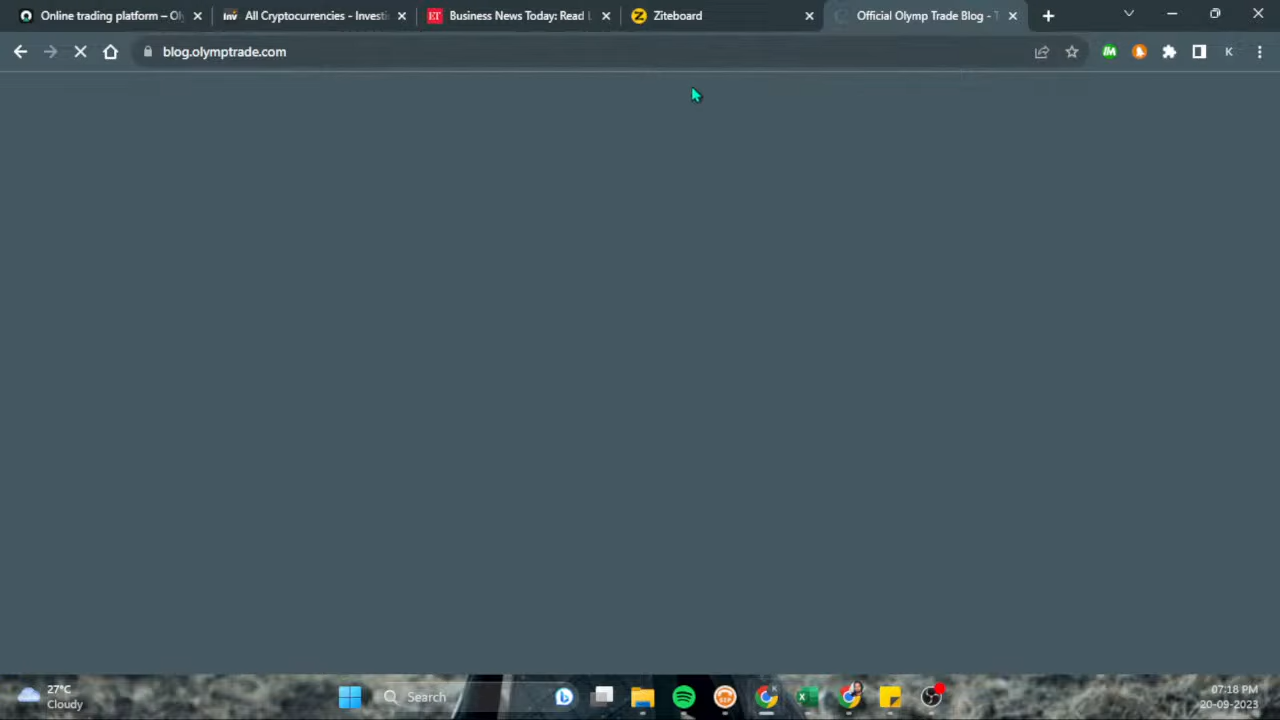 Online trading platform – Ol
All Cryptocurrencies - Investi
ET
Business News Today: Read L
Z
Ziteboard
Official Olymp Trade Blog - T
blog.olymptrade.com
K
27°C
Cloudy
Search
07:18 PM
20-09-2023